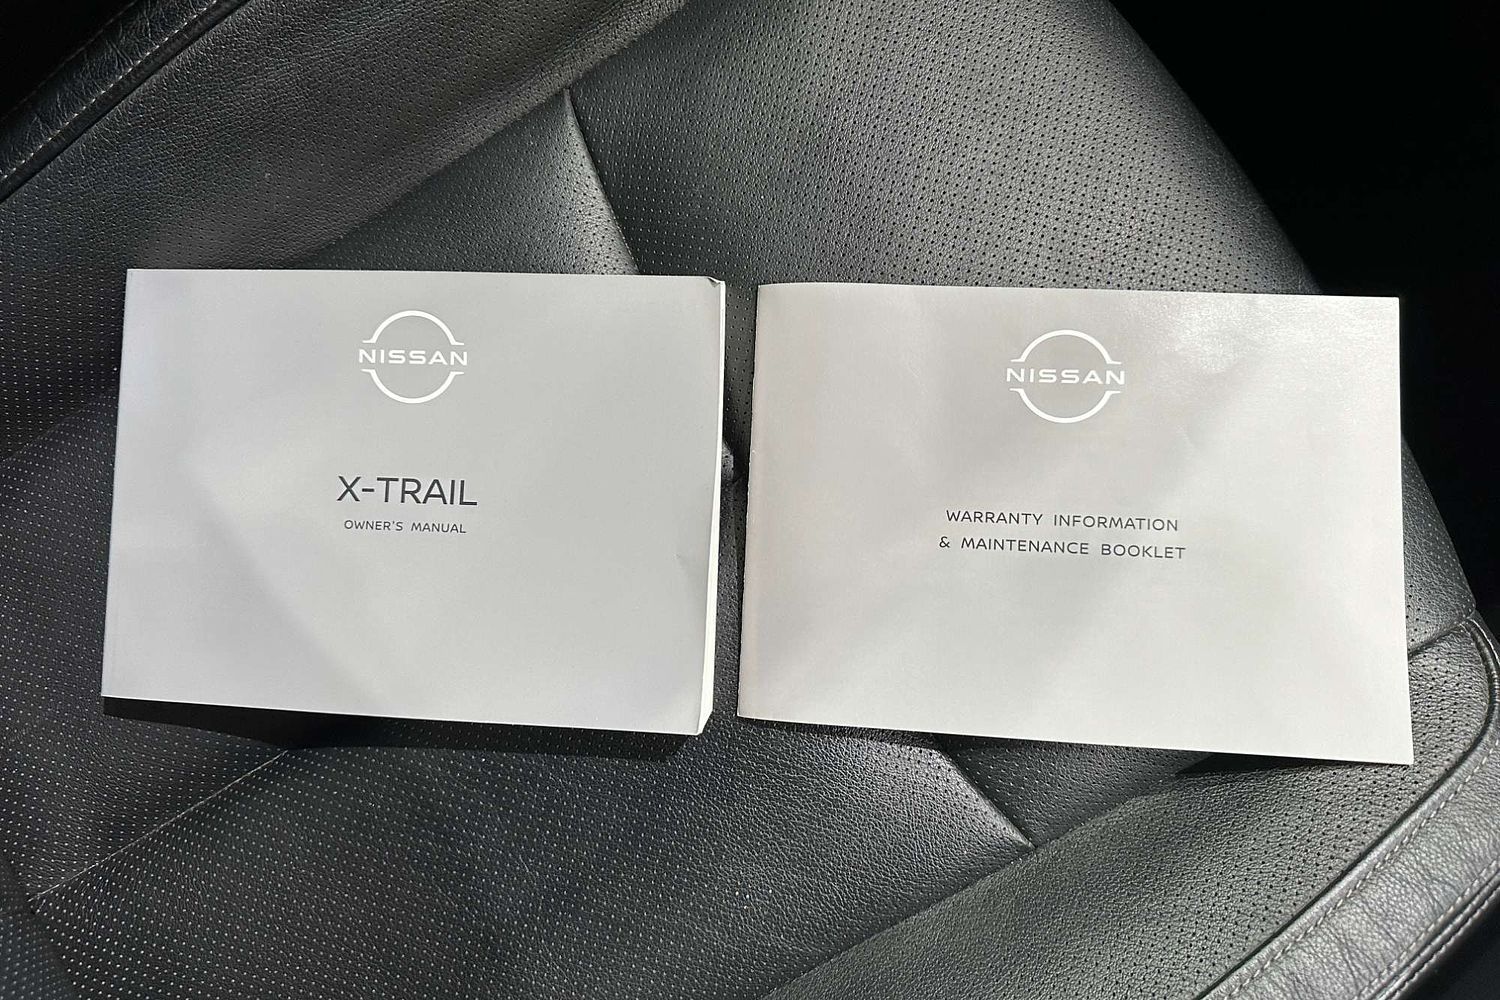 NISSAN
X-TRAIL
OWNER'S MANUAL
NISSAN
WARRANTY INFORMATION
& MAINTENANCE BOOKLET